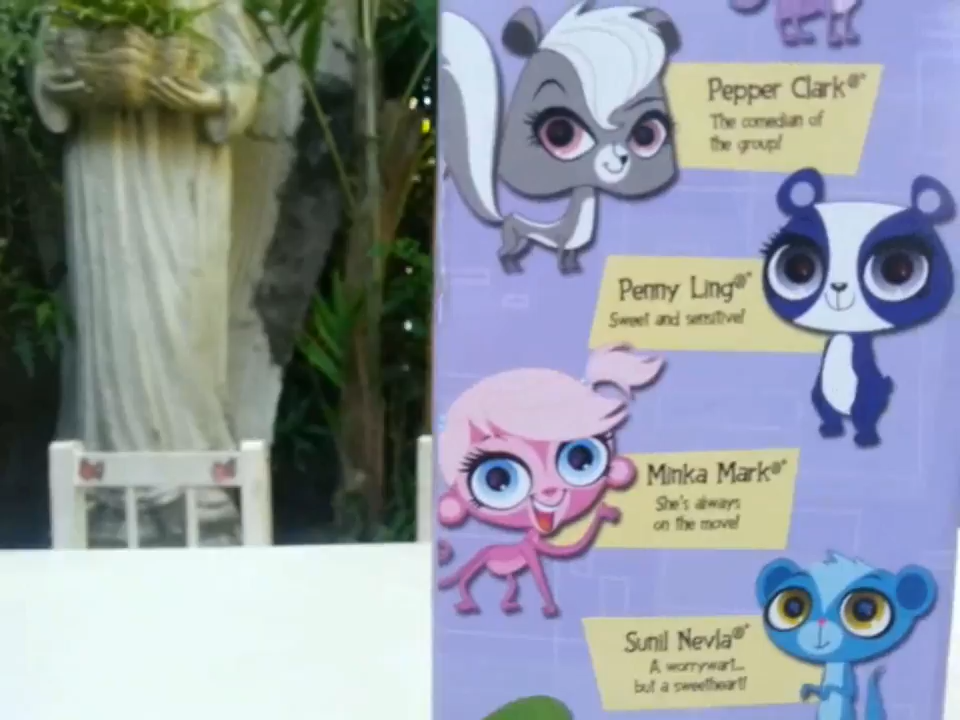 Pepper Clark®*
The comedian of
the group!
Penny Ling®*
Sweet and sensitive!
Minka Mark®*
She's always
on the move!
Sunil Nevla®*
A worrywart...
but a sweetheart!